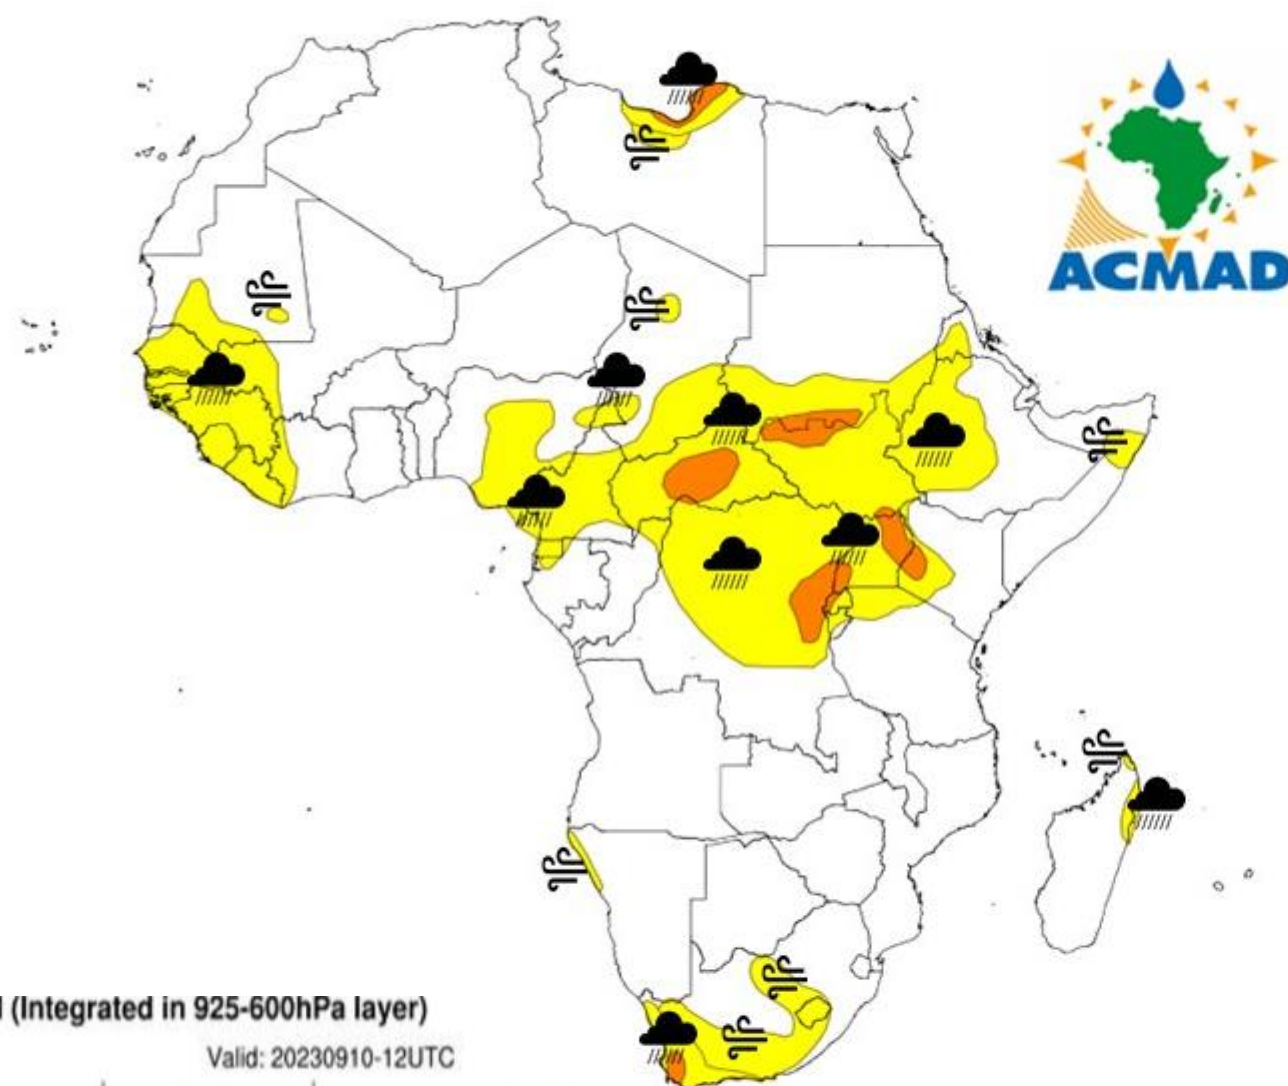 ACMAD
(Integrated in 925-600hPa layer)
Valid: 20230910-12UTC